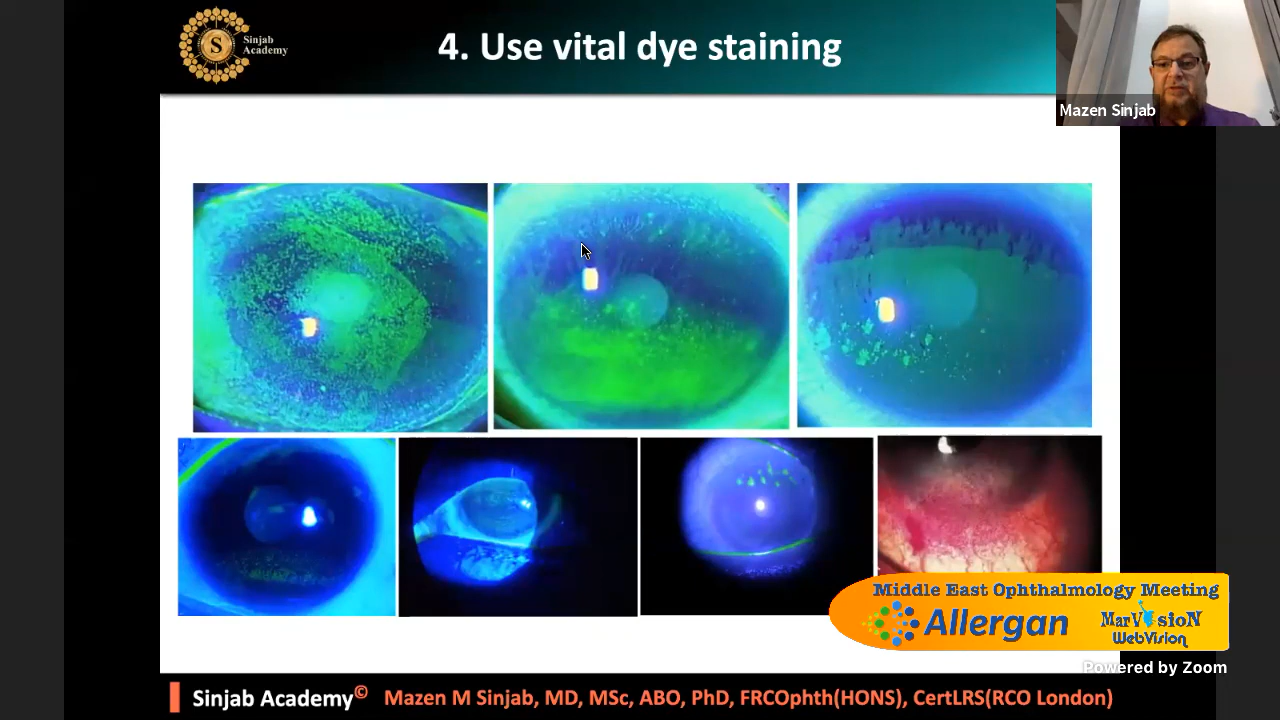 S
Sinjab
Academy
4. Use vital dye staining
Mazen Sinjab
Middle East Ophthalmology Meeting
Allergan
MarVisioN
WebVision
Powered by Zoom
Sinjab Academy©
Mazen M Sinjab, MD, MSc, ABO, PhD, FRCOphth(HONS), CertLRS(RCO London)